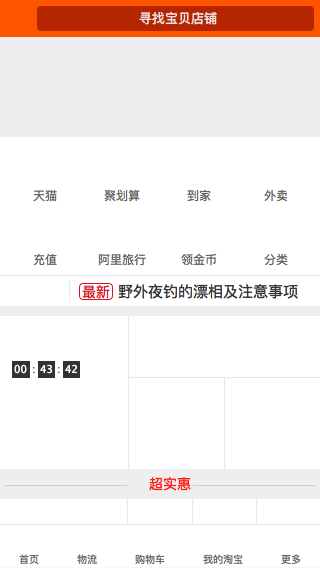 寻找宝贝店铺
天猫 聚划算 到家 外卖
充值 阿里旅行 领金币 分类
最新 野外夜钓的漂相及注意事项
00 : 43 : 42
超实惠
首页 物流 购物车 我的淘宝 更多